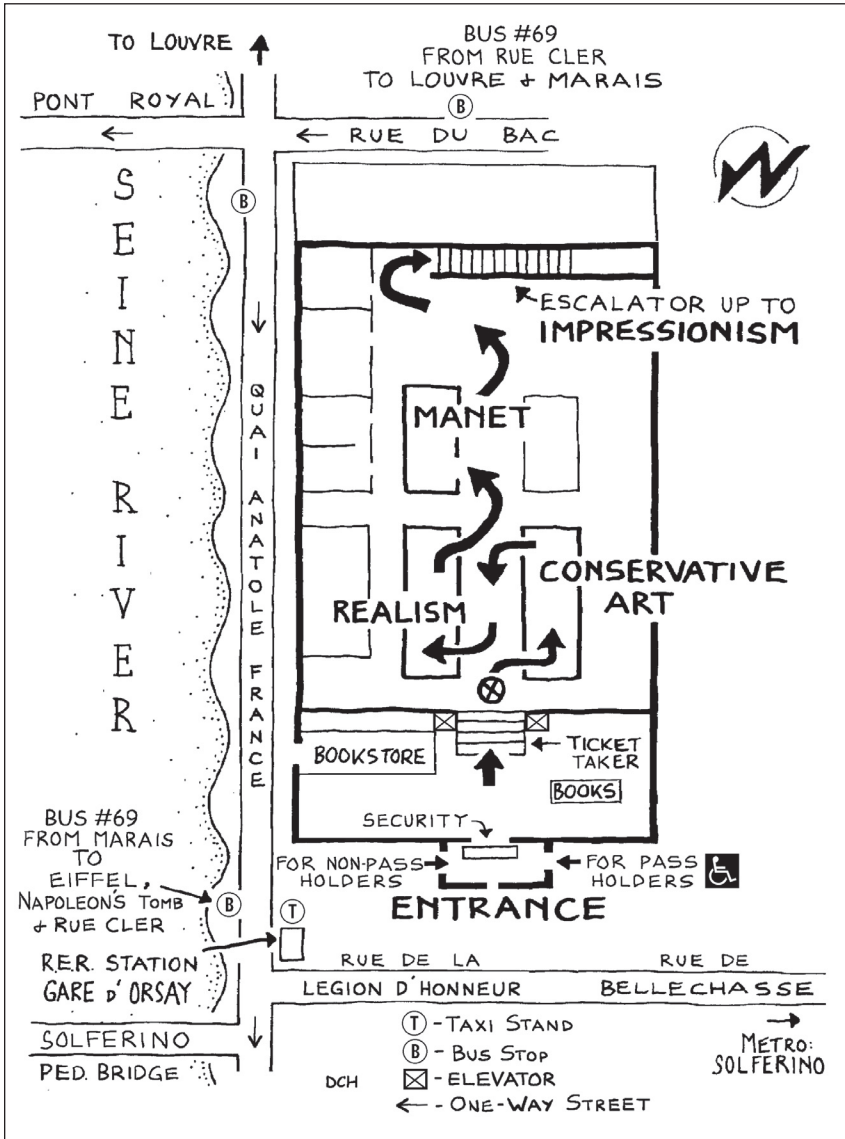 TO LOUVRE
BUS #69
FROM RUE CLER
TO LOUVRE & MARAIS
B
PONT ROYAL
RUE DU BAC
B
SEINE RIVER
QUAI ANATOLE FRANCE
ESCALATOR UP TO
IMPRESSIONISM
MANET
CONSERVATIVE
ART
REALISM
BOOKSTORE
TICKET
TAKER
BOOKS
SECURITY
FOR NON-PASS
HOLDERS
FOR PASS
HOLDERS
ENTRANCE
BUS #69
FROM MARAIS
TO
EIFFEL,
NAPOLEON'S TOMB
& RUE CLER
B
T
R.E.R. STATION
GARE D'ORSAY
RUE DE LA
LEGION D'HONNEUR
RUE DE
BELLECHASSE
SOLFERINO
PED. BRIDGE
T - TAXI STAND
B - BUS STOP
- ELEVATOR
- ONE-WAY STREET
METRO:
SOLFERINO
DCH